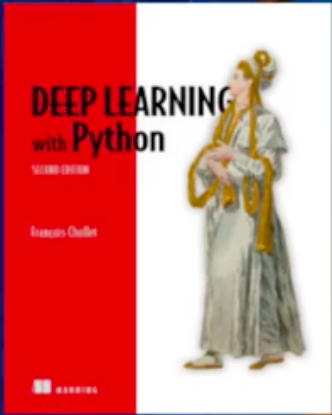 DEEP LEARNING
with Python
SECOND EDITION
François Chollet
MANNING